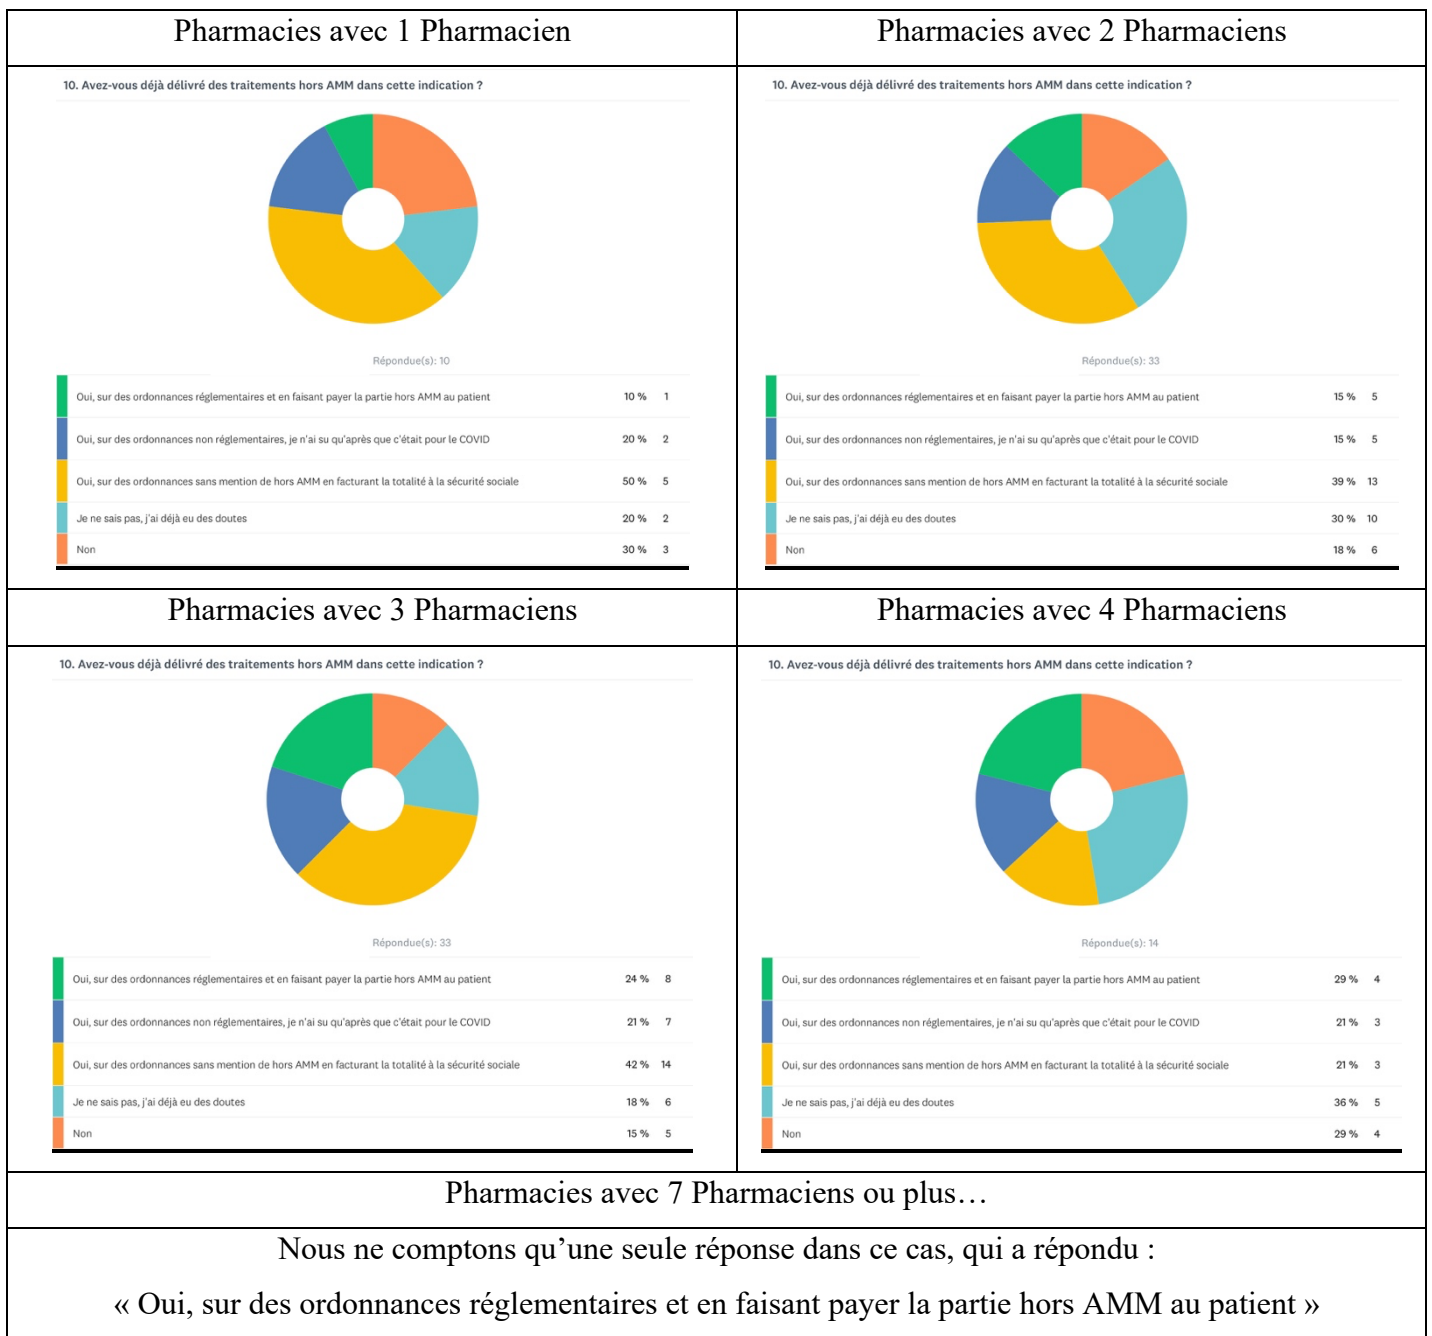 Pharmacies avec 1 Pharmacien
Pharmacies avec 2 Pharmaciens
10. Avez-vous déjà délivré des traitements hors AMM dans cette indication ?
Répondue(s): 10
Oui, sur des ordonnances réglementaires et en faisant payer la partie hors AMM au patient 10 % 1
Oui, sur des ordonnances non réglementaires, je n'ai su qu'après que c'était pour le COVID 20 % 2
Oui, sur des ordonnances sans mention de hors AMM en facturant la totalité à la sécurité sociale 50 % 5
Je ne sais pas, j'ai déjà eu des doutes 20 % 2
Non 30 % 3
10. Avez-vous déjà délivré des traitements hors AMM dans cette indication ?
Répondue(s): 33
Oui, sur des ordonnances réglementaires et en faisant payer la partie hors AMM au patient 15 % 5
Oui, sur des ordonnances non réglementaires, je n'ai su qu'après que c'était pour le COVID 15 % 5
Oui, sur des ordonnances sans mention de hors AMM en facturant la totalité à la sécurité sociale 39 % 13
Je ne sais pas, j'ai déjà eu des doutes 30 % 10
Non 18 % 6
Pharmacies avec 3 Pharmaciens
Pharmacies avec 4 Pharmaciens
10. Avez-vous déjà délivré des traitements hors AMM dans cette indication ?
Répondue(s): 33
Oui, sur des ordonnances réglementaires et en faisant payer la partie hors AMM au patient 24 % 8
Oui, sur des ordonnances non réglementaires, je n'ai su qu'après que c'était pour le COVID 21 % 7
Oui, sur des ordonnances sans mention de hors AMM en facturant la totalité à la sécurité sociale 42 % 14
Je ne sais pas, j'ai déjà eu des doutes 18 % 6
Non 15 % 5
10. Avez-vous déjà délivré des traitements hors AMM dans cette indication ?
Répondue(s): 14
Oui, sur des ordonnances réglementaires et en faisant payer la partie hors AMM au patient 29 % 4
Oui, sur des ordonnances non réglementaires, je n'ai su qu'après que c'était pour le COVID 21 % 3
Oui, sur des ordonnances sans mention de hors AMM en facturant la totalité à la sécurité sociale 21 % 3
Je ne sais pas, j'ai déjà eu des doutes 36 % 5
Non 29 % 4
Pharmacies avec 7 Pharmaciens ou plus…
Nous ne comptons qu'une seule réponse dans ce cas, qui a répondu :
« Oui, sur des ordonnances réglementaires et en faisant payer la partie hors AMM au patient »